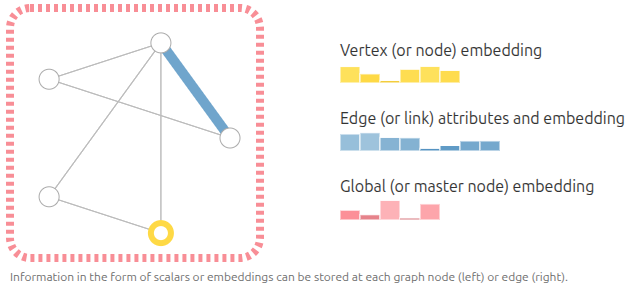 Vertex (or node) embedding
Edge (or link) attributes and embedding
Global (or master node) embedding
Information in the form of scalars or embeddings can be stored at each graph node (left) or edge (right).